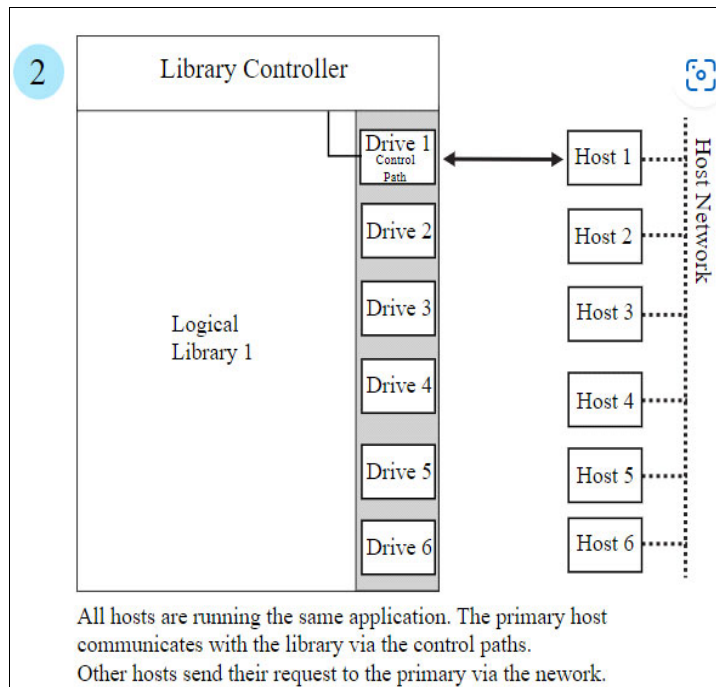 2
Library Controller
Drive 1
Control
Path
Drive 2
Drive 3
Drive 4
Drive 5
Drive 6
Logical
Library 1
Host 1
Host 2
Host 3
Host 4
Host 5
Host 6
Host Network
All hosts are running the same application. The primary host
communicates with the library via the control paths.
Other hosts send their request to the primary via the nework.